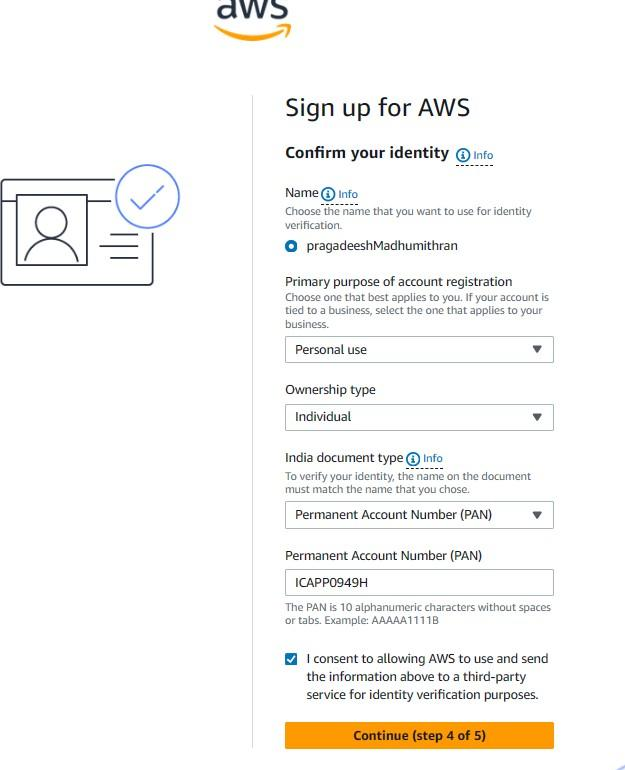 aws
Sign up for AWS
Confirm your identity Info
Name Info
Choose the name that you want to use for identity
verification.
pragadeeshMadhumithran
Primary purpose of account registration
Choose one that best applies to you. If your account is
tied to a business, select the one that applies to your
business.
Personal use
Ownership type
Individual
India document type Info
To verify your identity, the name on the document
must match the name that you chose.
Permanent Account Number (PAN)
Permanent Account Number (PAN)
ICAPP0949H
The PAN is 10 alphanumeric characters without spaces
or tabs. Example: AAAAA1111B
I consent to allowing AWS to use and send
the information above to a third-party
service for identity verification purposes.
Continue (step 4 of 5)